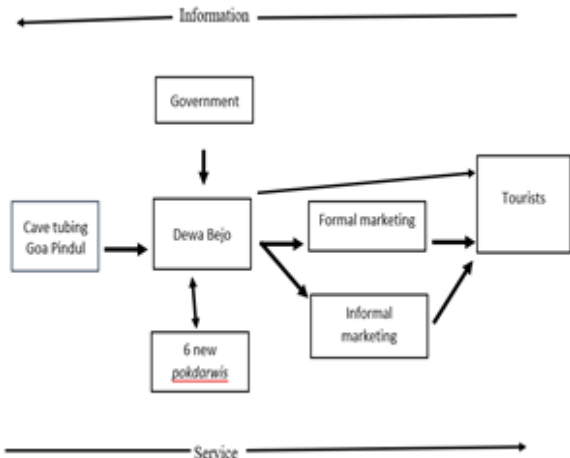 Information
Government
Cave tubing
Goa Pindul
Dewa Bejo
Formal marketing
Tourists
Informal
marketing
6 new
pokdarwis
Service